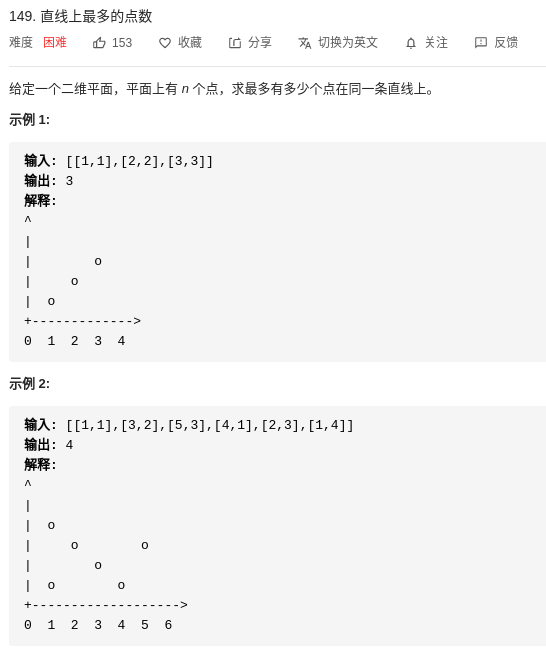 149. 直线上最多的点数
难度 困难 153 收藏 分享 切换为英文 关注 反馈
给定一个二维平面，平面上有 n 个点，求最多有多少个点在同一条直线上。
示例 1:
输入: [[1,1],[2,2],[3,3]]
输出: 3
解释:
^
|
|        o
|     o
|  o
+------------->
0  1  2  3  4
示例 2:
输入: [[1,1],[3,2],[5,3],[4,1],[2,3],[1,4]]
输出: 4
解释:
^
|
|  o
|     o        o
|        o
|  o        o
+------------------->
0  1  2  3  4  5  6